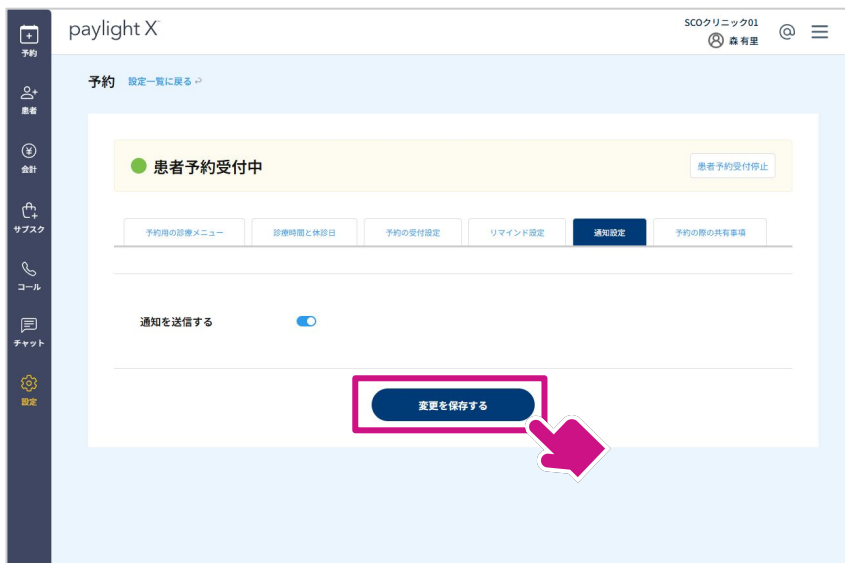 paylight X
SCOクリニック01
森 有里
予約
患者
会計
サブスク
コール
チャット
設定
予約 設定一覧に戻る
患者予約受付中
患者予約受付停止
予約用の診療メニュー 診療時間と休診日 予約の受付設定 リマインド設定 通知設定 予約の際の共有事項
通知を送信する
変更を保存する